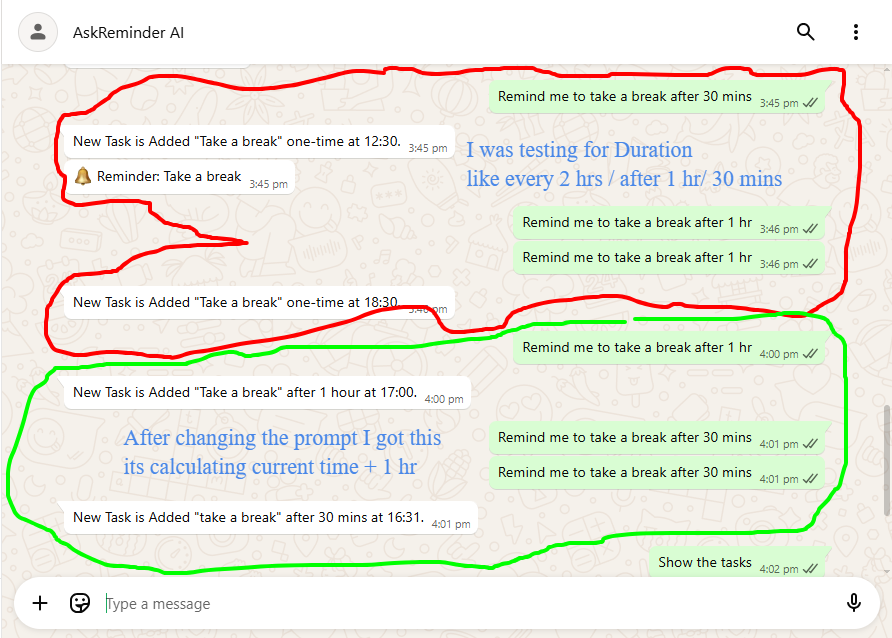 AskReminder AI
Remind me to take a break after 30 mins 3:45 pm
New Task is Added "Take a break" one-time at 12:30. 3:45 pm
I was testing for Duration
like every 2 hrs / after 1 hr/ 30 mins
Reminder: Take a break 3:45 pm
Remind me to take a break after 1 hr 3:46 pm
Remind me to take a break after 1 hr 3:46 pm
New Task is Added "Take a break" one-time at 18:30. 3:46 pm
Remind me to take a break after 1 hr 4:00 pm
New Task is Added "Take a break" after 1 hour at 17:00. 4:00 pm
After changing the prompt I got this
its calculating current time + 1 hr
Remind me to take a break after 30 mins 4:01 pm
Remind me to take a break after 30 mins 4:01 pm
New Task is Added "take a break" after 30 mins at 16:31. 4:01 pm
Show the tasks 4:02 pm
Type a message